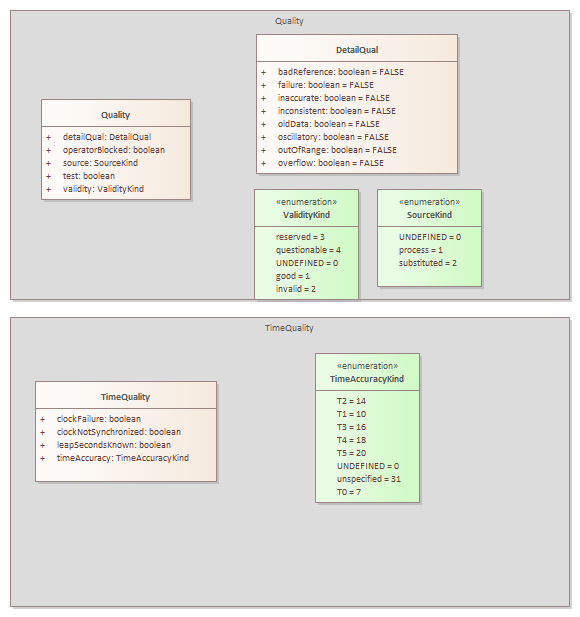 Quality
DetailQual
+ badReference: boolean = FALSE
+ failure: boolean = FALSE
+ inaccurate: boolean = FALSE
+ inconsistent: boolean = FALSE
+ oldData: boolean = FALSE
+ oscillatory: boolean = FALSE
+ outOfRange: boolean = FALSE
+ overflow: boolean = FALSE
Quality
+ detailQual: DetailQual
+ operatorBlocked: boolean
+ source: SourceKind
+ test: boolean
+ validity: ValidityKind
«enumeration»
ValidityKind
reserved = 3
questionable = 4
UNDEFINED = 0
good = 1
invalid = 2
«enumeration»
SourceKind
UNDEFINED = 0
process = 1
substituted = 2
TimeQuality
TimeQuality
+ clockFailure: boolean
+ clockNotSynchronized: boolean
+ leapSecondsKnown: boolean
+ timeAccuracy: TimeAccuracyKind
«enumeration»
TimeAccuracyKind
T2 = 14
T1 = 10
T3 = 16
T4 = 18
T5 = 20
UNDEFINED = 0
unspecified = 31
T0 = 7